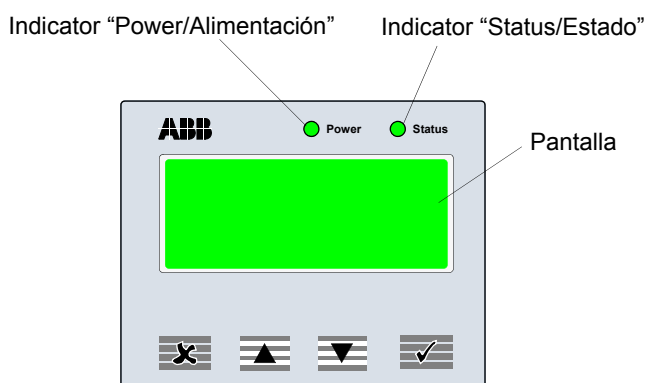 Indicator “Power/Alimentación”
Indicator “Status/Estado”
ABB
Power
Status
Pantalla